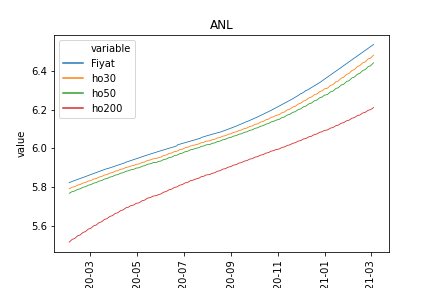 ANL
variable
Fiyat
ho30
ho50
ho200
value
6.4
6.2
6.0
5.8
5.6
20-03
20-05
20-07
20-09
20-11
21-01
21-03